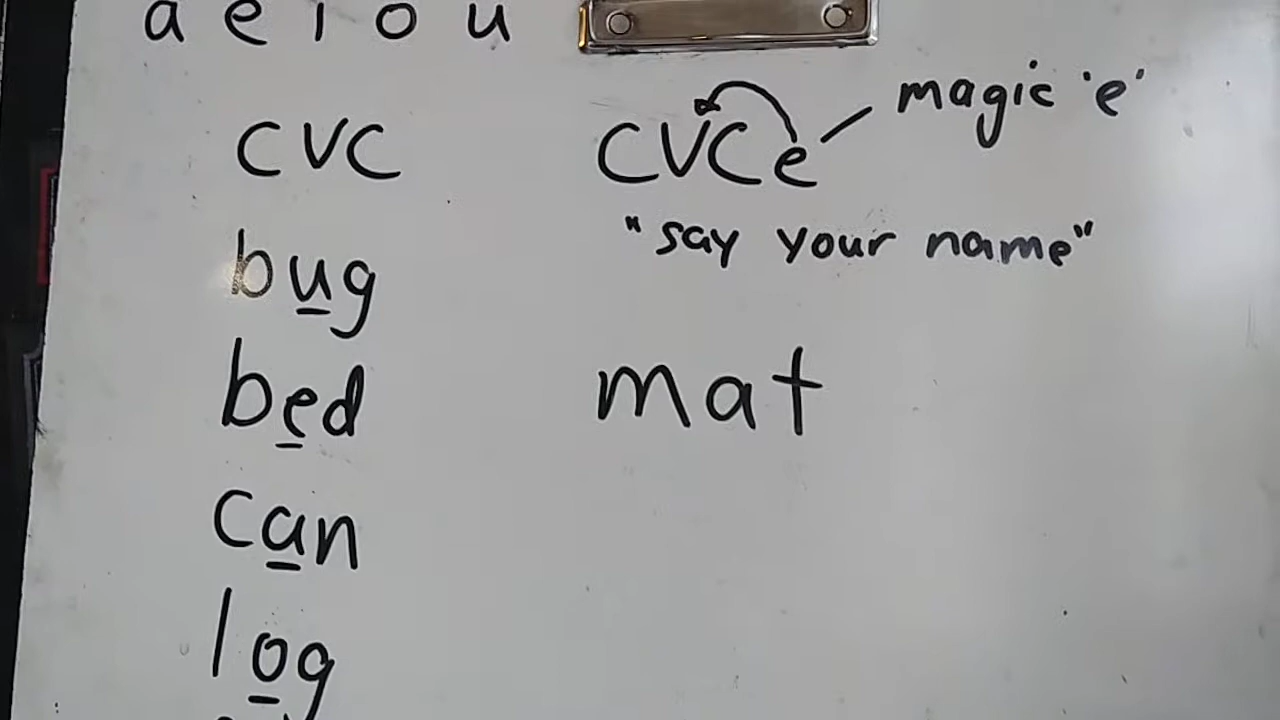 a e i o u
CVC
bug
bed
can
log
CVCe
magic 'e'
"say your name"
mat